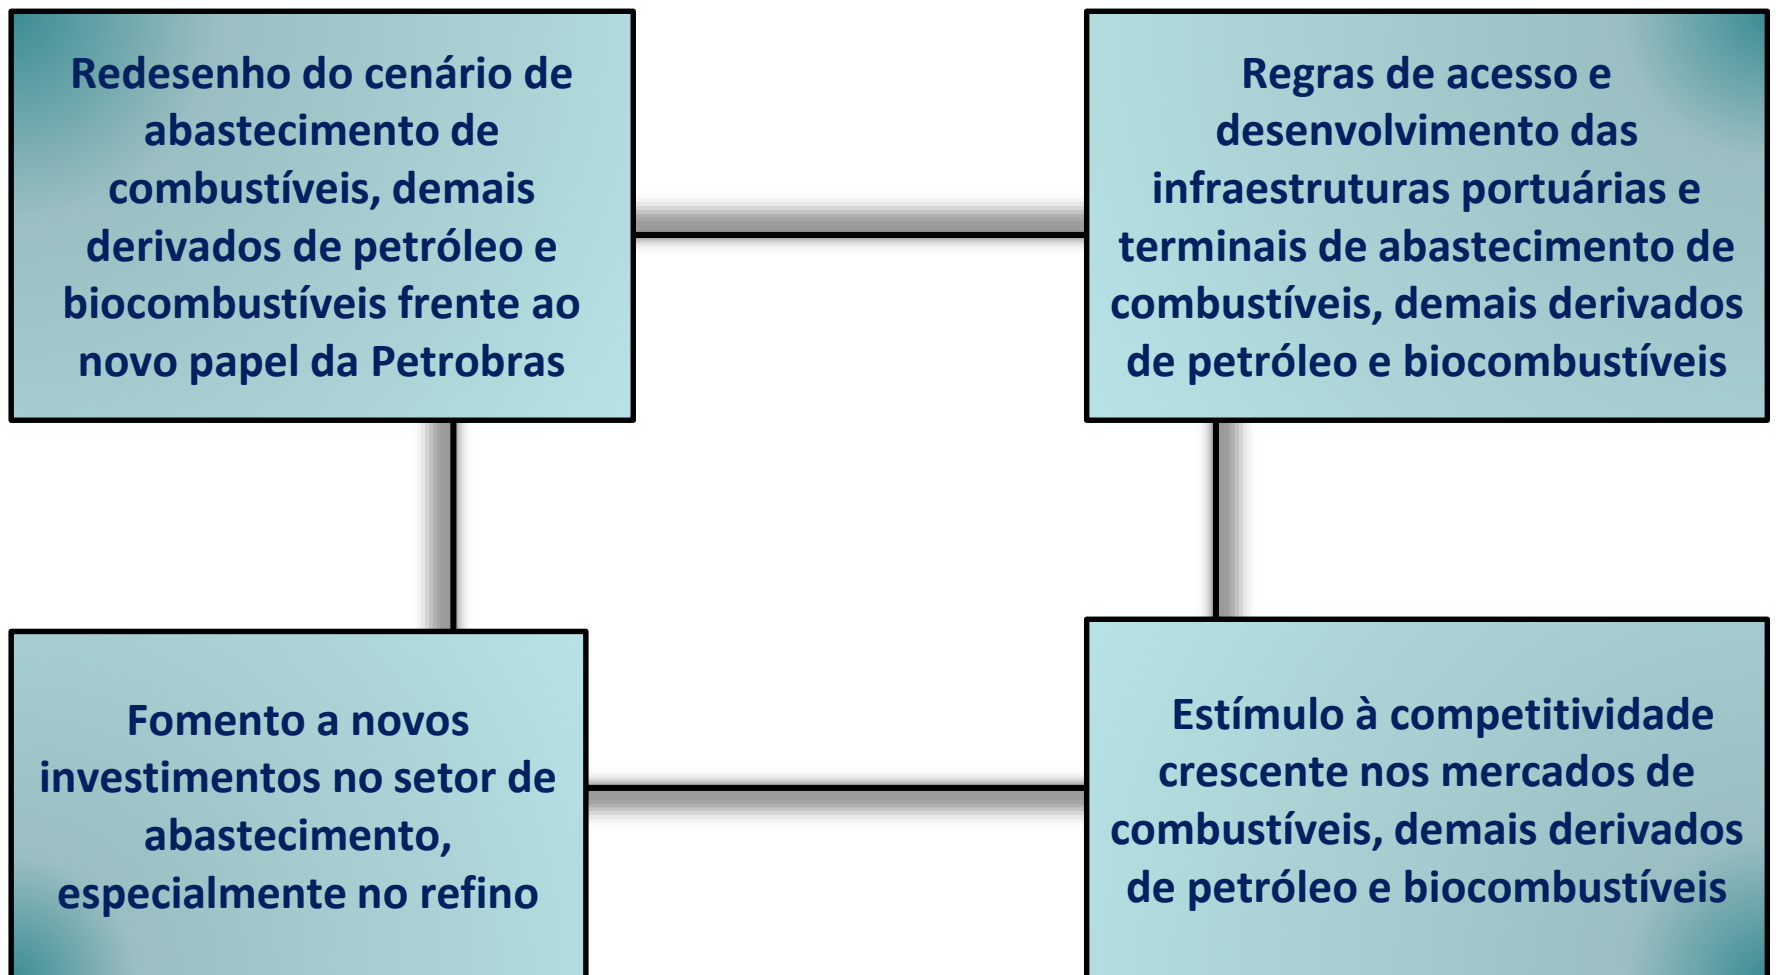 Redesenho do cenário de
abastecimento de
combustíveis, demais
derivados de petróleo e
biocombustíveis frente ao
novo papel da Petrobras
Regras de acesso e
desenvolvimento das
infraestruturas portuárias e
terminais de abastecimento de
combustíveis, demais derivados
de petróleo e biocombustíveis
Fomento a novos
investimentos no setor de
abastecimento,
especialmente no refino
Estímulo à competitividade
crescente nos mercados de
combustíveis, demais derivados
de petróleo e biocombustíveis